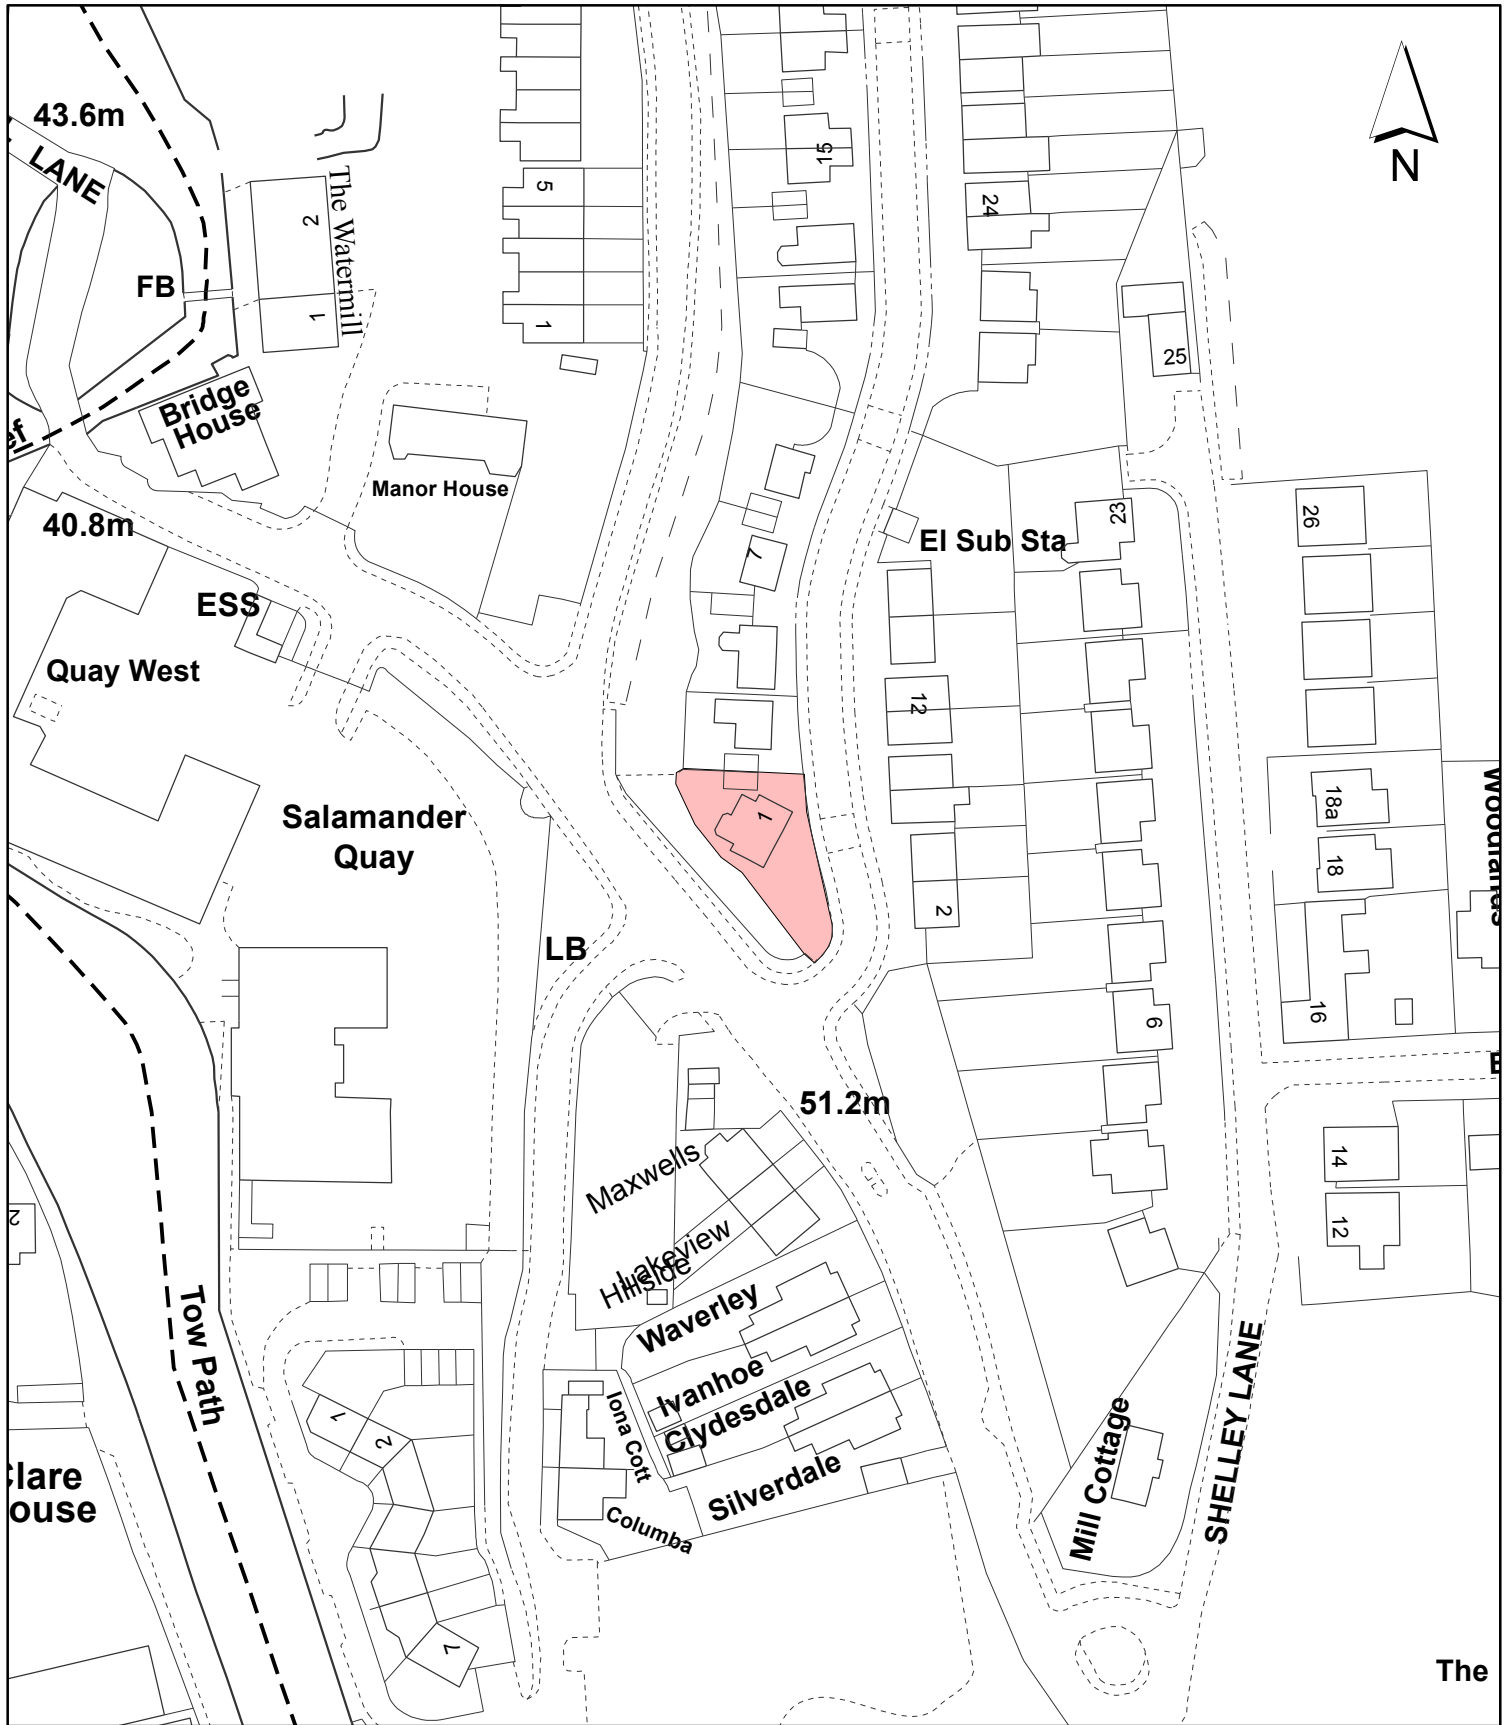 43.6m
LANE
N
15
5
The Watermill
2
24
FB
1
1
25
Bridge
House
Manor House
40.8m
23
26
El Sub Sta
7
ESS
Quay West
12
18a
Woodlands
Salamander
Quay
1
18
2
LB
16
6
51.2m
14
Maxwells
2
12
Lakeview
Hillside
Waverley
Tow Path
Ivanhoe
Clydesdale
SHELLEY LANE
1
2
Iona Cott
Mill Cottage
Silverdale
Columba
7
The